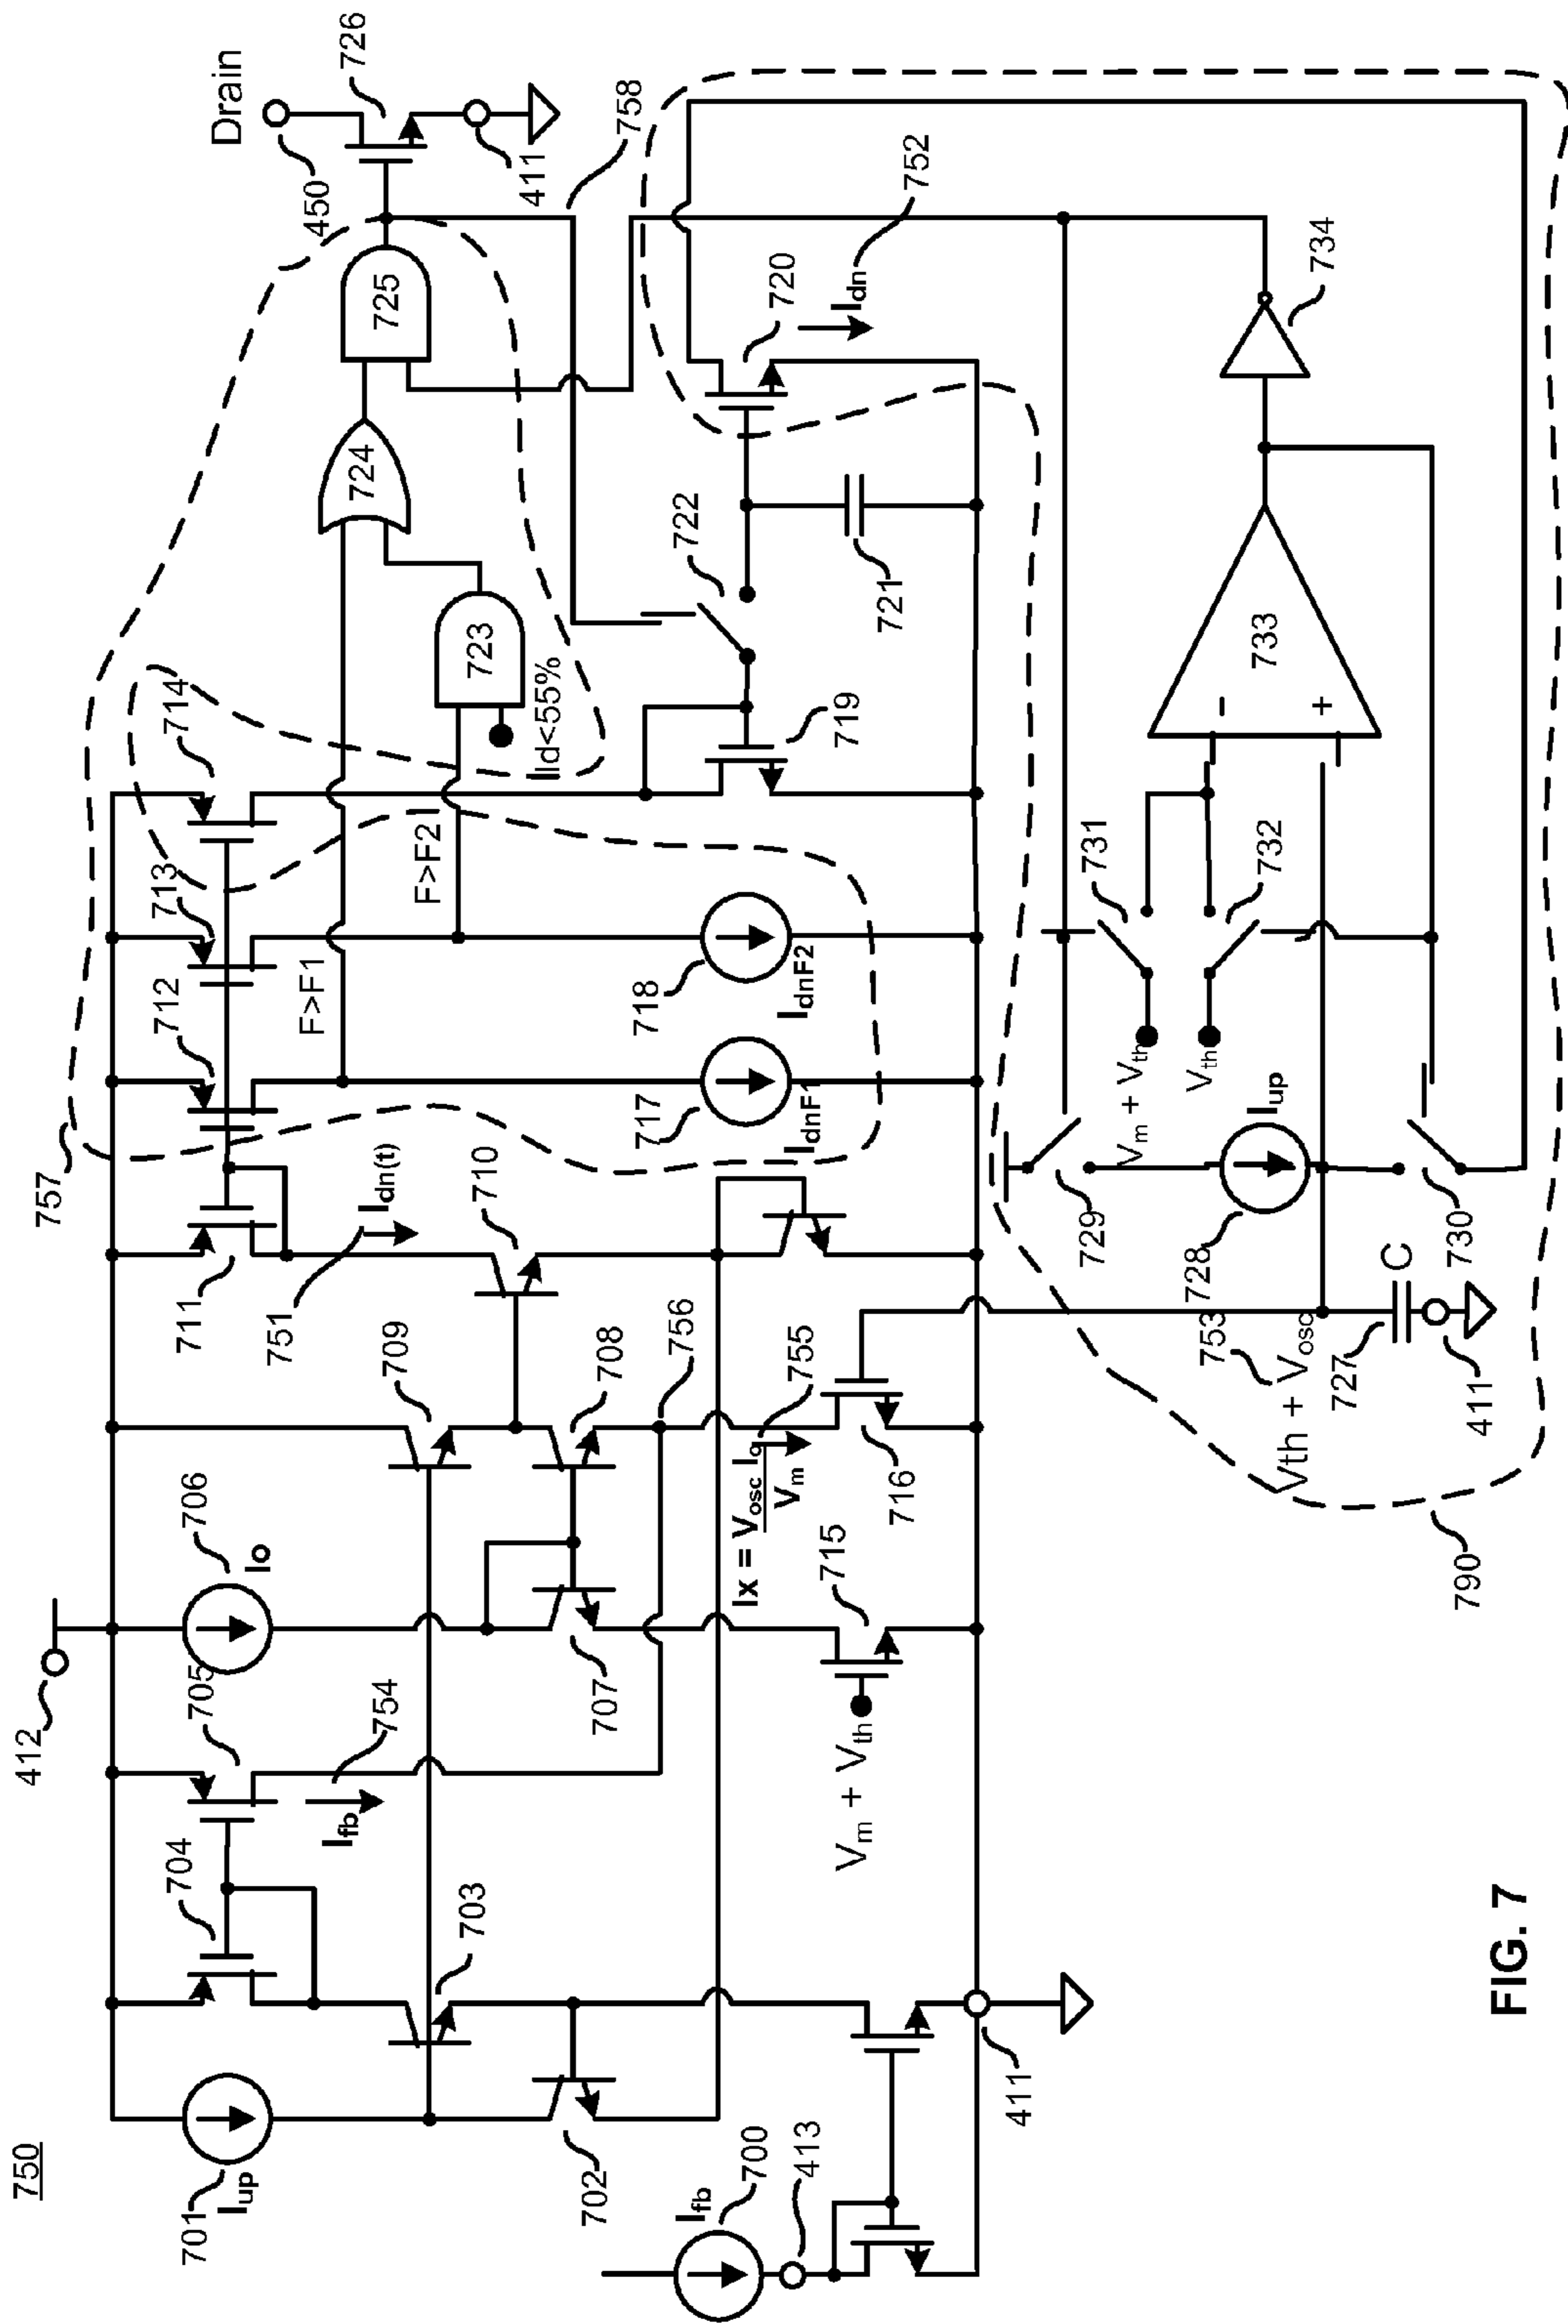 750
412
701
Iup
704
705
706
Io
711
757
712
713
714
F>F1
F>F2
724
725
450
Drain
726
411
754
Ifb
751
Idn(t)
703
709
710
723
Ild<55%
758
702
707
708
756
717
IdnF1
718
IdnF2
719
722
721
720
Idn
752
Ifb
700
413
Vm + Vth
715
Ix = Vosc Io
Vm
755
716
411
790
Vth + Vosc
753
727
C
411
728
Iup
729
730
Vm + Vth
Vth
731
732
-
+
733
734
FIG. 7